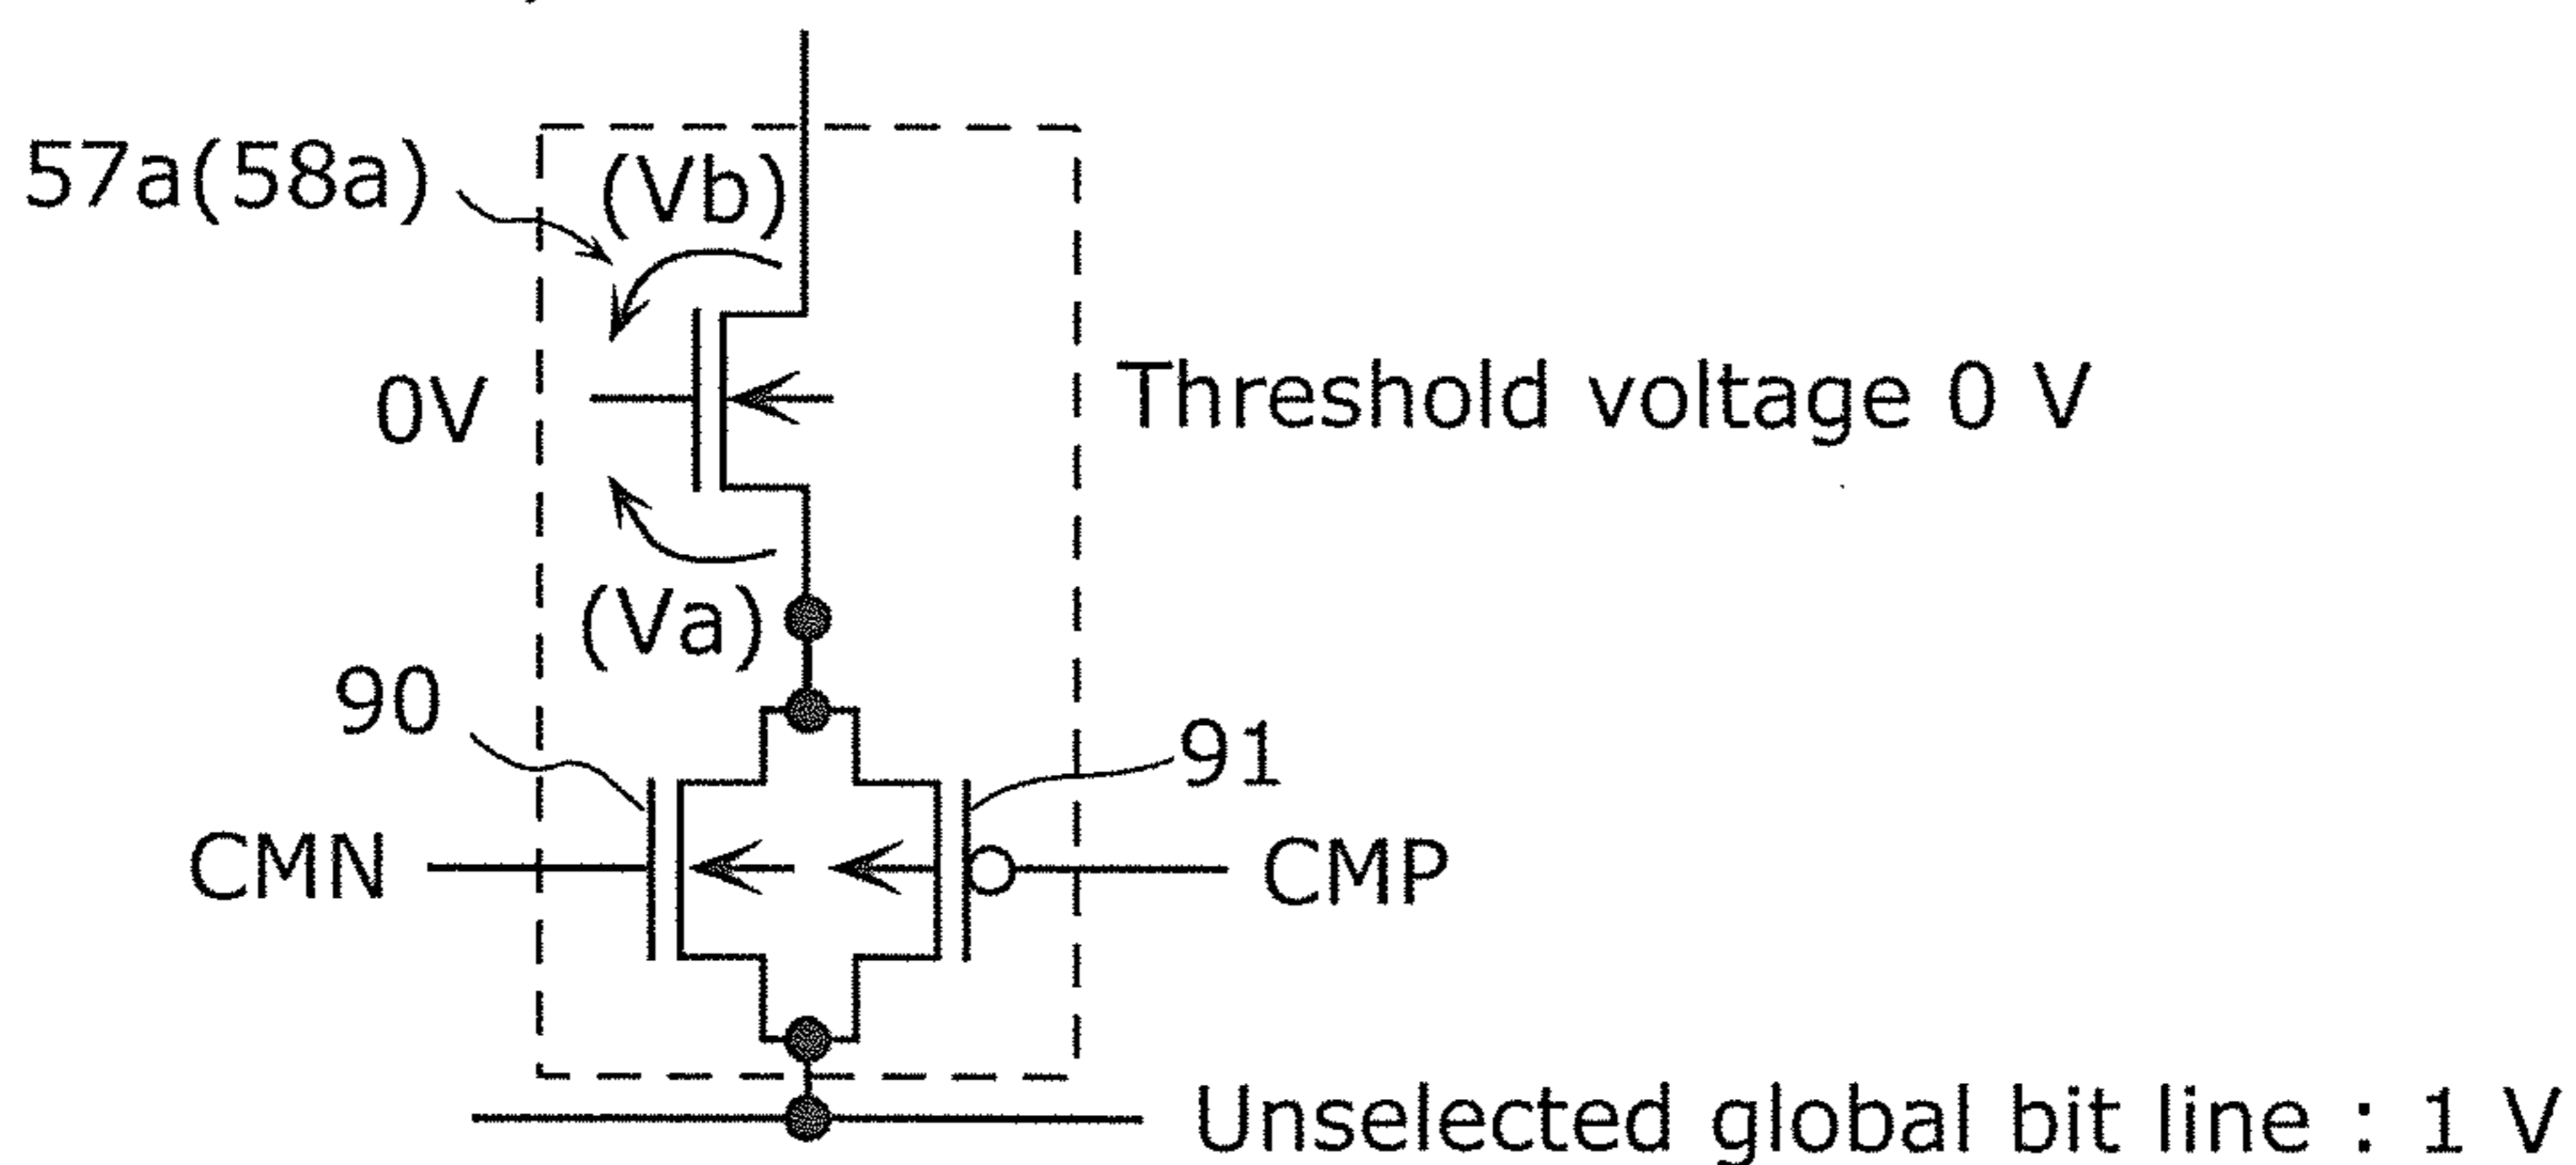 57a(58a)
(Vb)
0V
Threshold voltage 0 V
(Va)
90
91
CMN
CMP
Unselected global bit line : 1 V